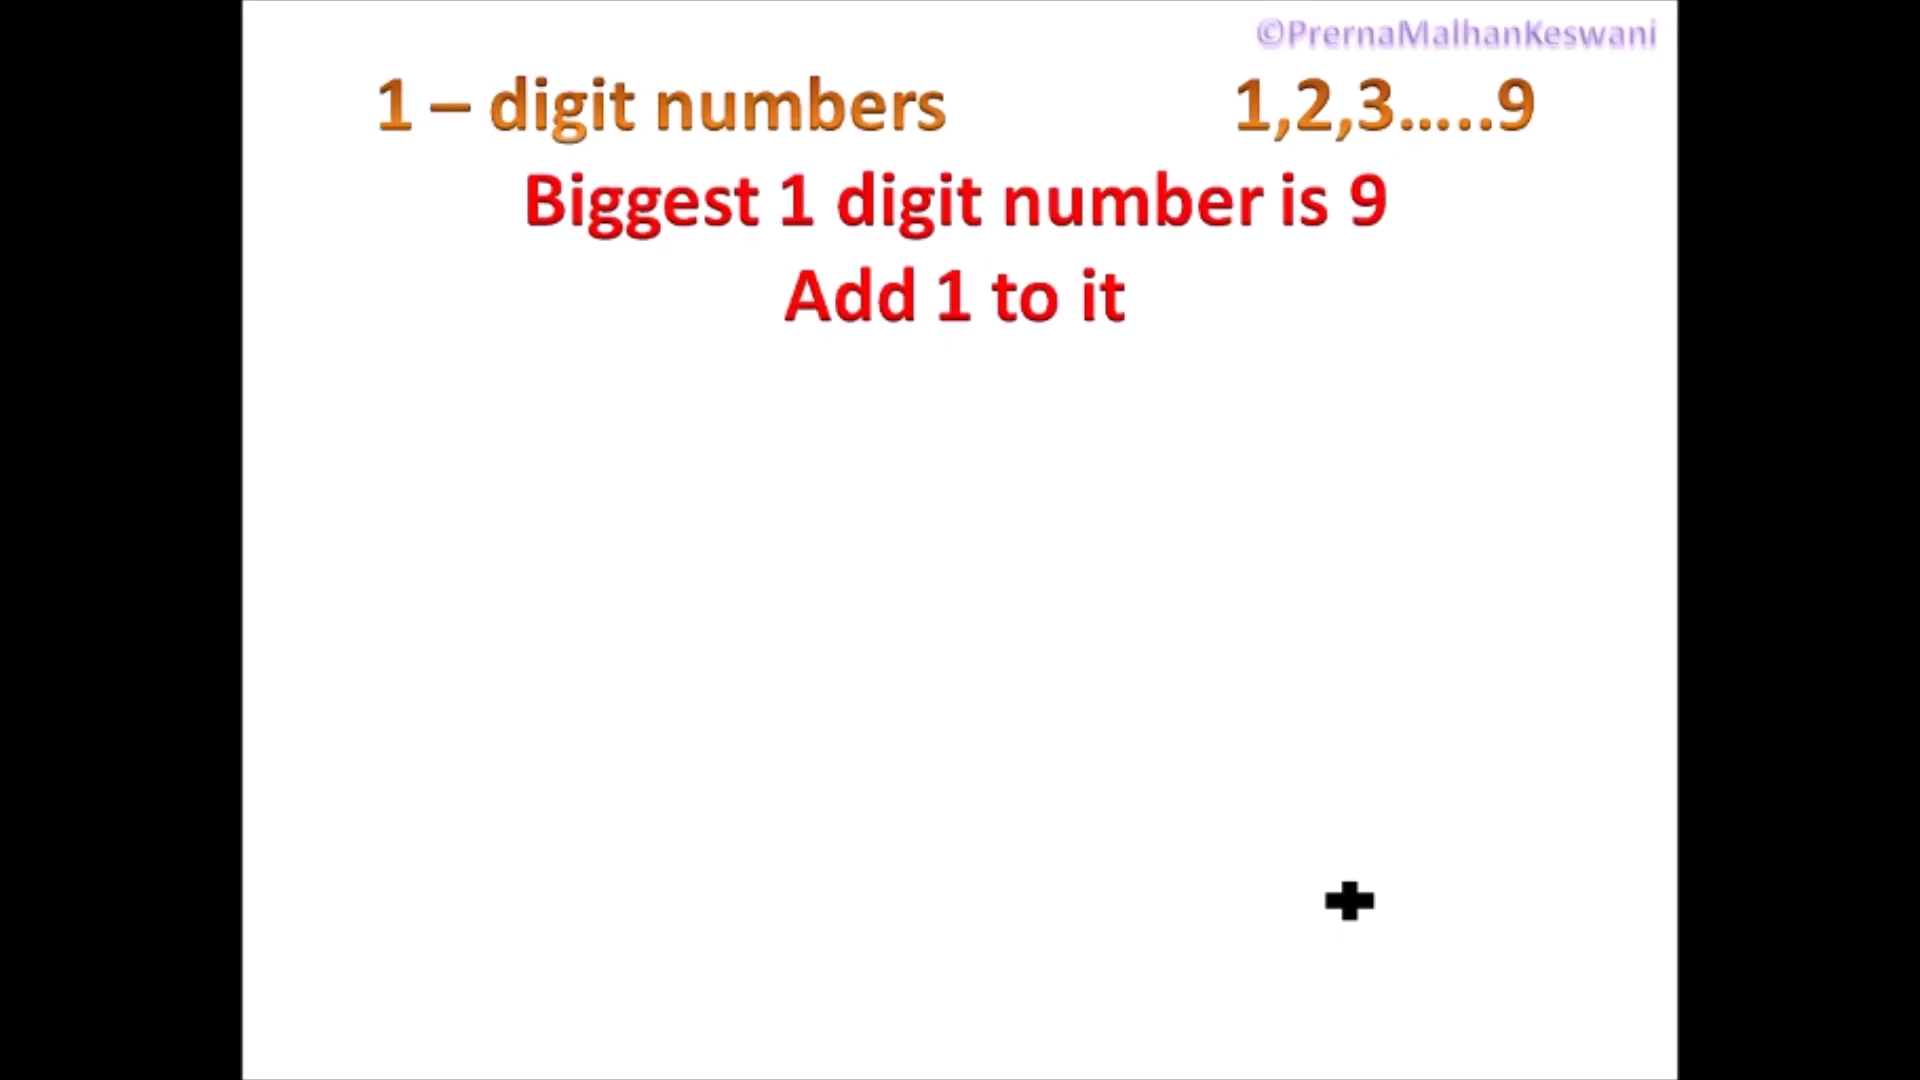 ©PrernaMalhanKeswani
1 – digit numbers 1,2,3.....9
Biggest 1 digit number is 9
Add 1 to it